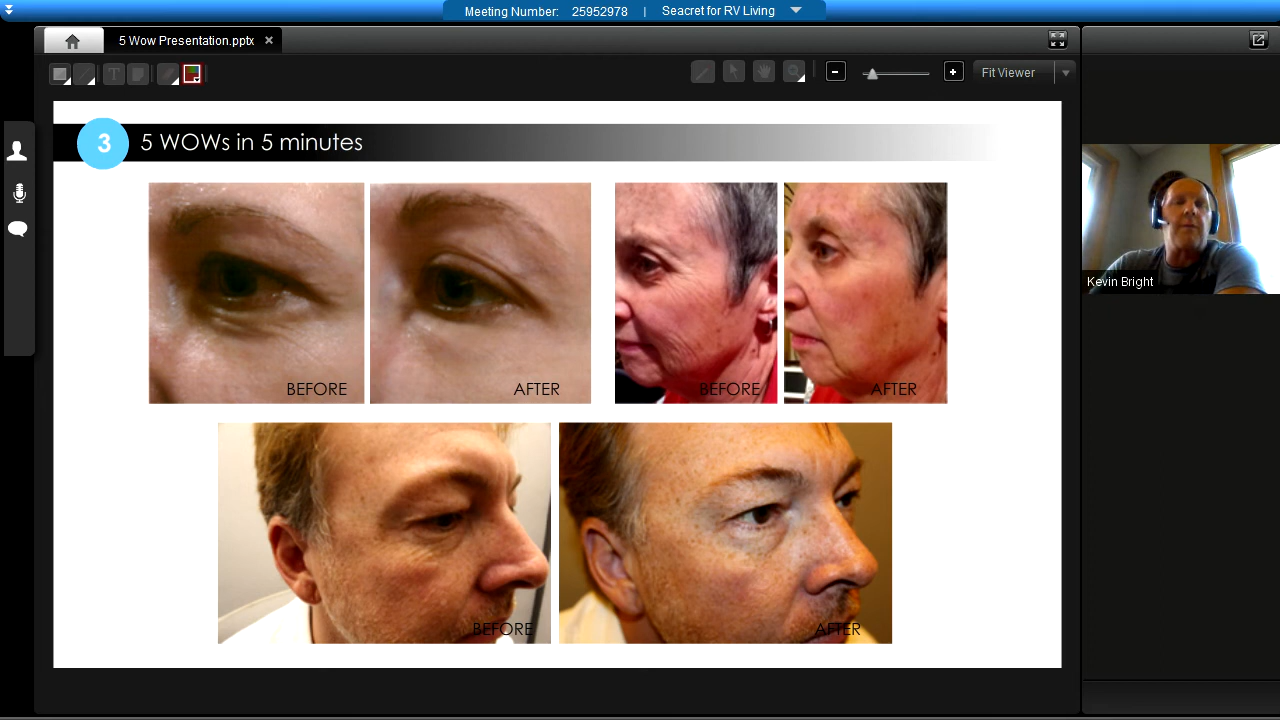 Meeting Number: 25952978 | Seacret for RV Living
5 Wow Presentation.pptx
T
Fit Viewer
3 5 WOWs in 5 minutes
BEFORE AFTER BEFORE AFTER
Kevin Bright
BEFORE AFTER